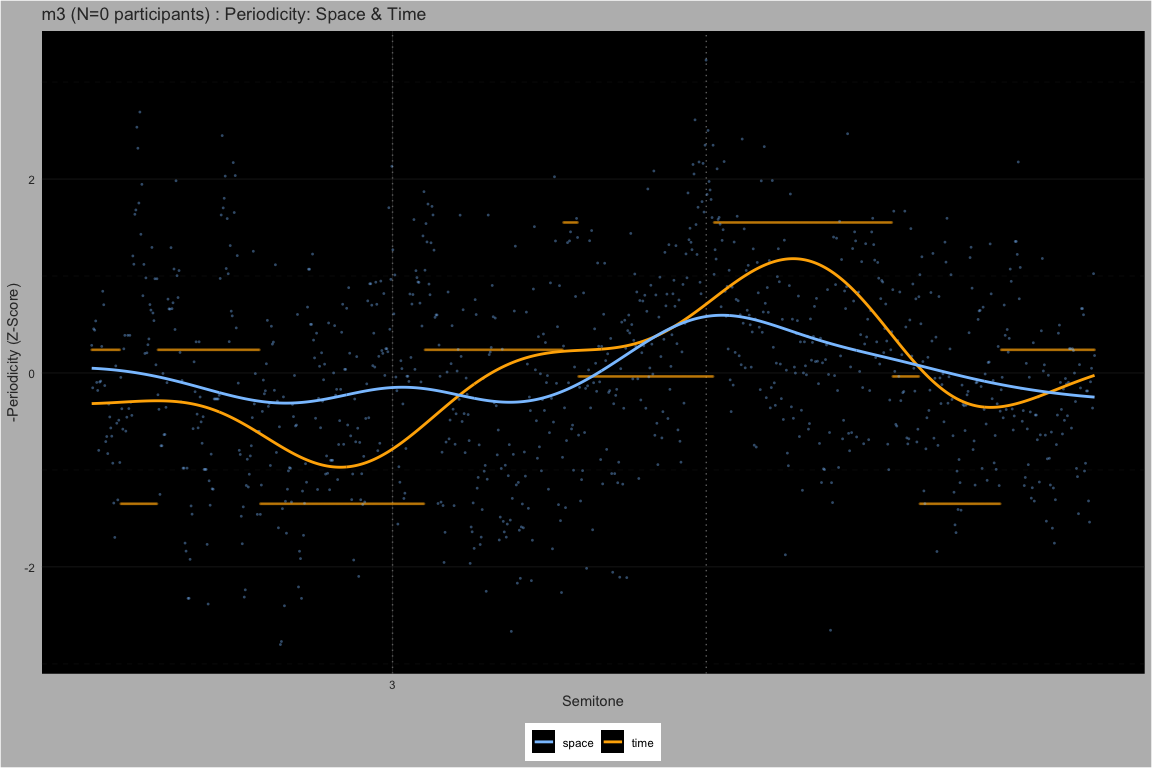 m3 (N=0 participants) : Periodicity: Space & Time
-Periodicity (Z-Score)
2
0
-2
3
Semitone
space
time